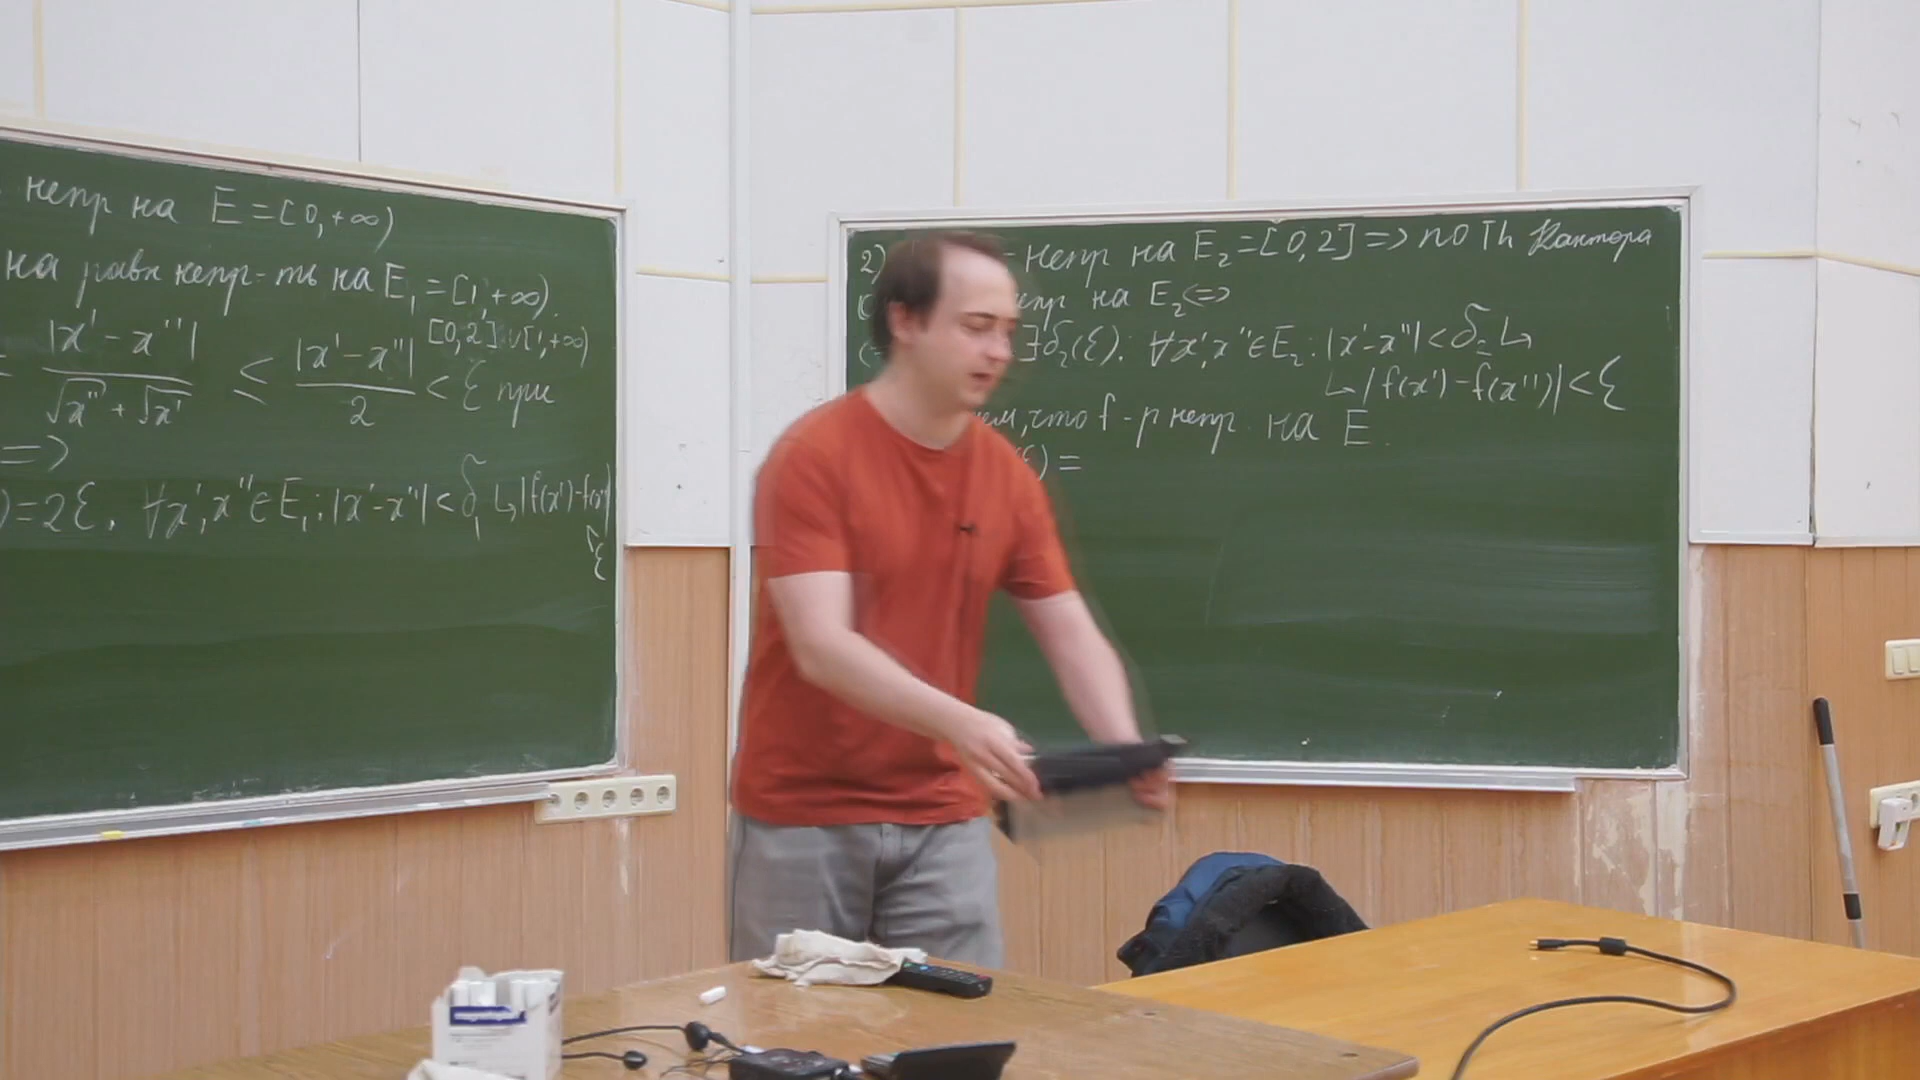 непр на E = [0, +∞)
на равн непр-ть на E₁ = [1, +∞).
[0,2] ∪ [1, +∞)
= |x' - x''| / (√x'' + √x') ≤ |x' - x''| / 2 < ε при
=>
) = 2ε. ∀x', x'' ∈ E₁: |x' - x''| < δ₁ ↳ |f(x') - f(x'')|
< ε
2) непр на E₂ = [0, 2] => по Th Кантора
непр на E₂ <=>
∃δ₂(ε): ∀x', x'' ∈ E₂: |x' - x''| < δ₂ ↳
↳ |f(x') - f(x'')| < ε
что f - р непр. на E.
) =
magnetoplan